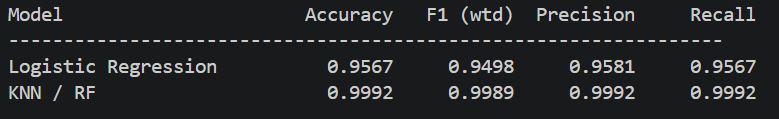 Model Accuracy F1 (wtd) Precision Recall
-----------------------------------------------------------------
Logistic Regression 0.9567 0.9498 0.9581 0.9567
KNN / RF 0.9992 0.9989 0.9992 0.9992